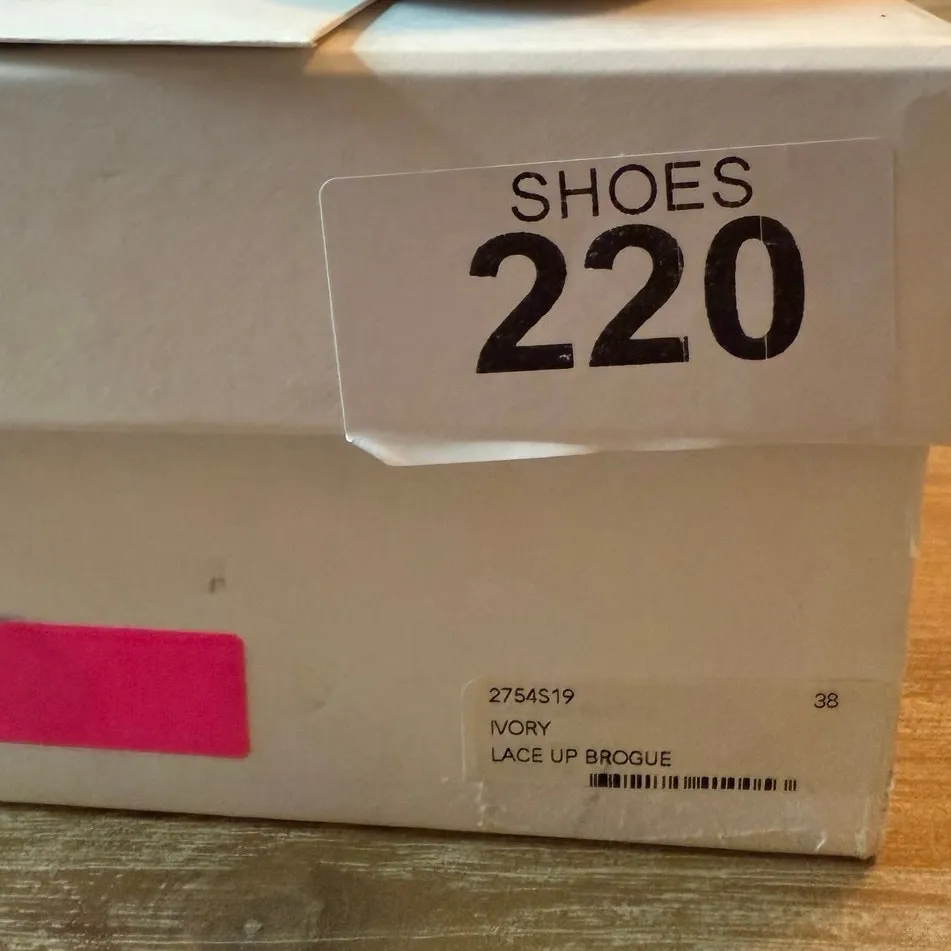 SHOES
220
2754S19 38
IVORY
LACE UP BROGUE